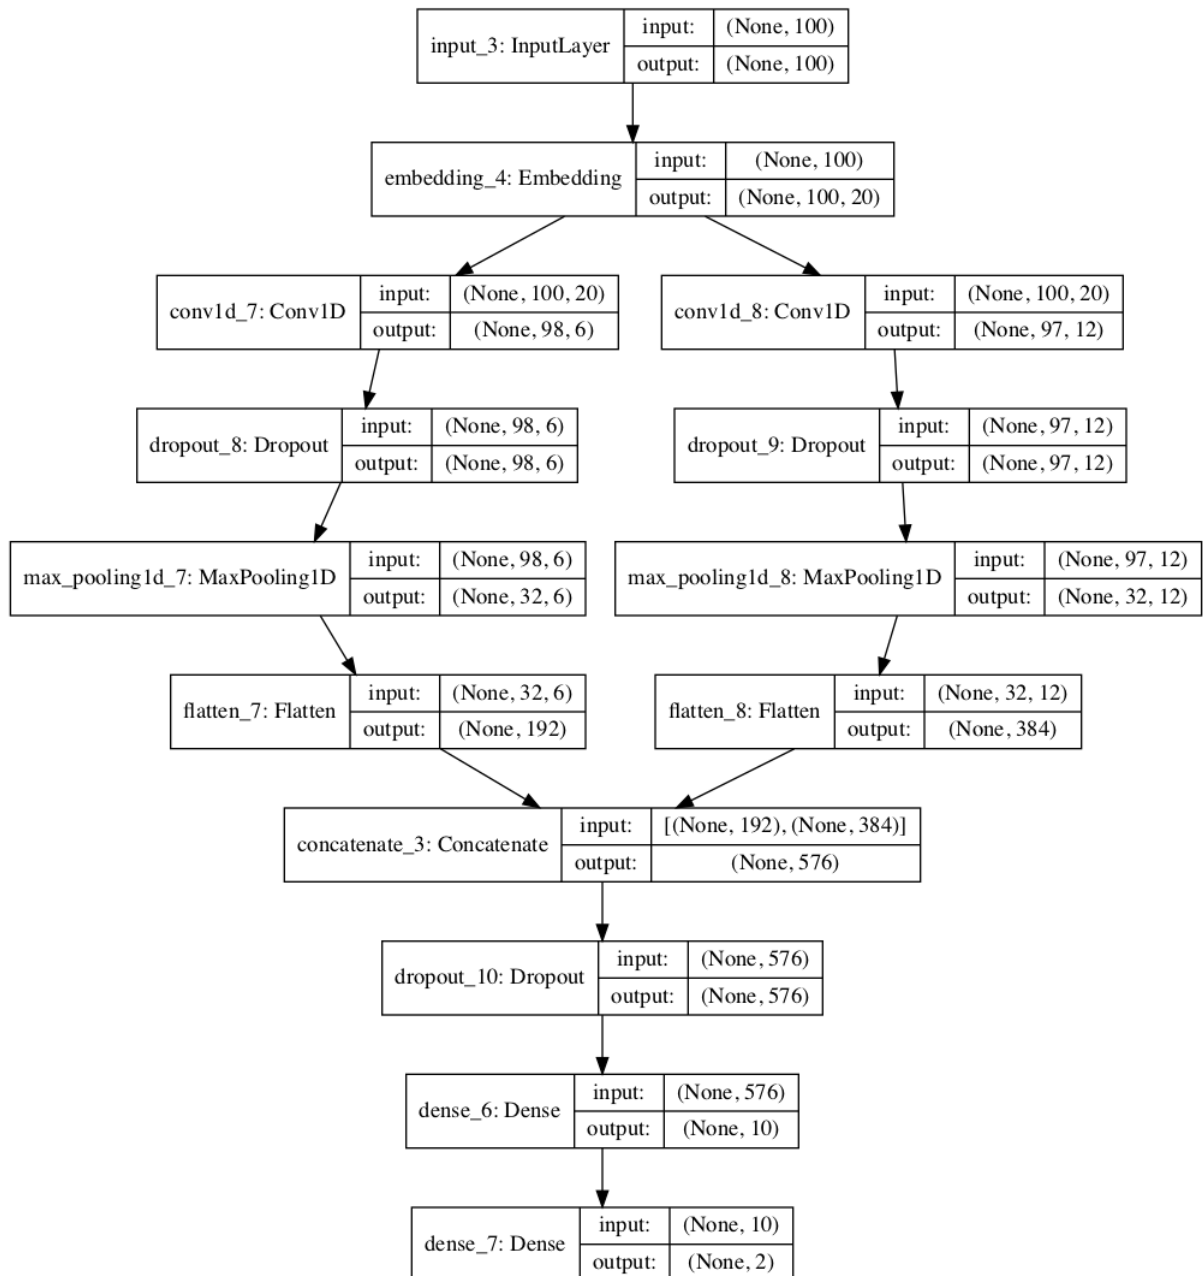 input_3: InputLayer
input: (None, 100)
output: (None, 100)
embedding_4: Embedding
input: (None, 100)
output: (None, 100, 20)
conv1d_7: Conv1D
input: (None, 100, 20)
output: (None, 98, 6)
conv1d_8: Conv1D
input: (None, 100, 20)
output: (None, 97, 12)
dropout_8: Dropout
input: (None, 98, 6)
output: (None, 98, 6)
dropout_9: Dropout
input: (None, 97, 12)
output: (None, 97, 12)
max_pooling1d_7: MaxPooling1D
input: (None, 98, 6)
output: (None, 32, 6)
max_pooling1d_8: MaxPooling1D
input: (None, 97, 12)
output: (None, 32, 12)
flatten_7: Flatten
input: (None, 32, 6)
output: (None, 192)
flatten_8: Flatten
input: (None, 32, 12)
output: (None, 384)
concatenate_3: Concatenate
input: [(None, 192), (None, 384)]
output: (None, 576)
dropout_10: Dropout
input: (None, 576)
output: (None, 576)
dense_6: Dense
input: (None, 576)
output: (None, 10)
dense_7: Dense
input: (None, 10)
output: (None, 2)